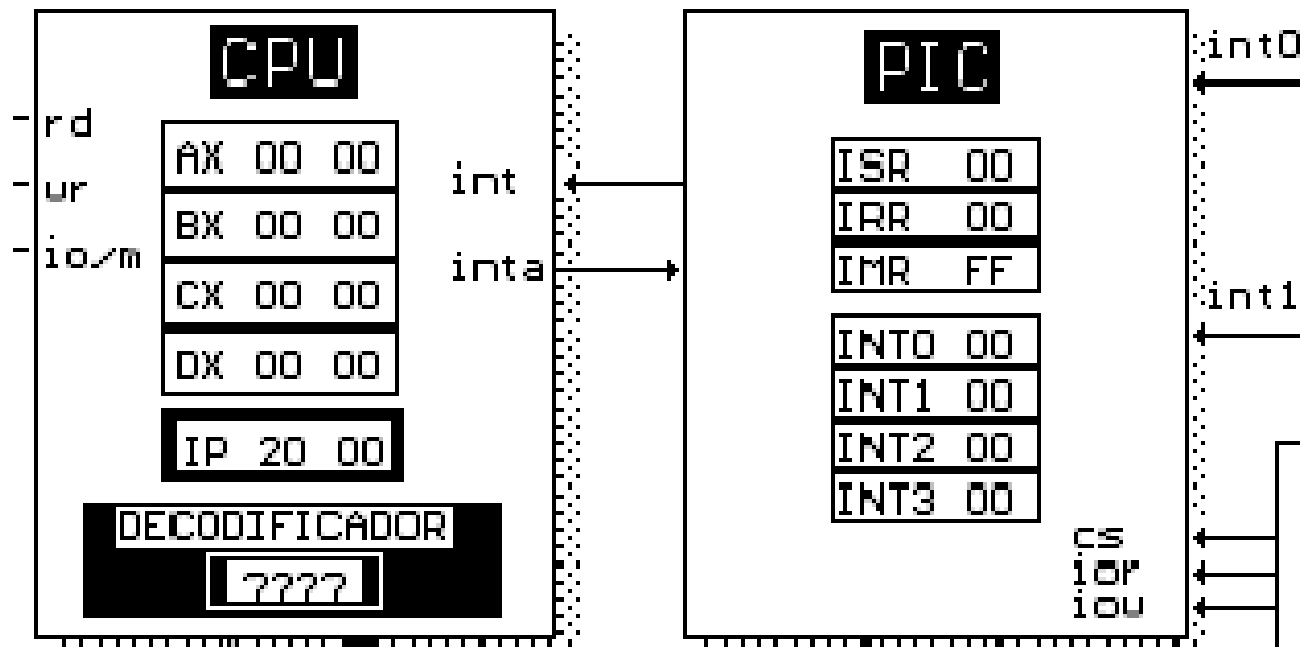 CPU
rd
wr
io/m
AX 00 00
BX 00 00
CX 00 00
DX 00 00
IP 20 00
DECODIFICADOR
????
int
inta
PIC
ISR 00
IRR 00
IMR FF
INT0 00
INT1 00
INT2 00
INT3 00
cs
ior
iow
int0
int1